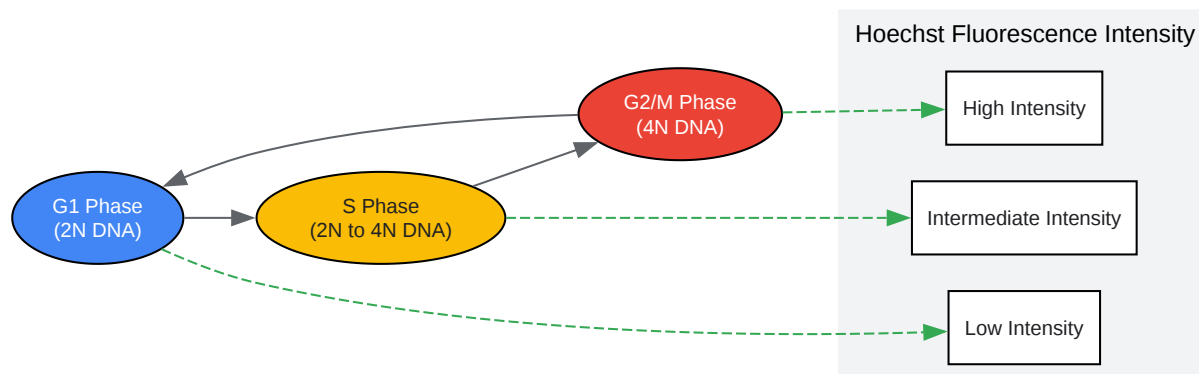 Hoechst Fluorescence Intensity
G2/M Phase
(4N DNA)
High Intensity
G1 Phase
(2N DNA)
S Phase
(2N to 4N DNA)
Intermediate Intensity
Low Intensity